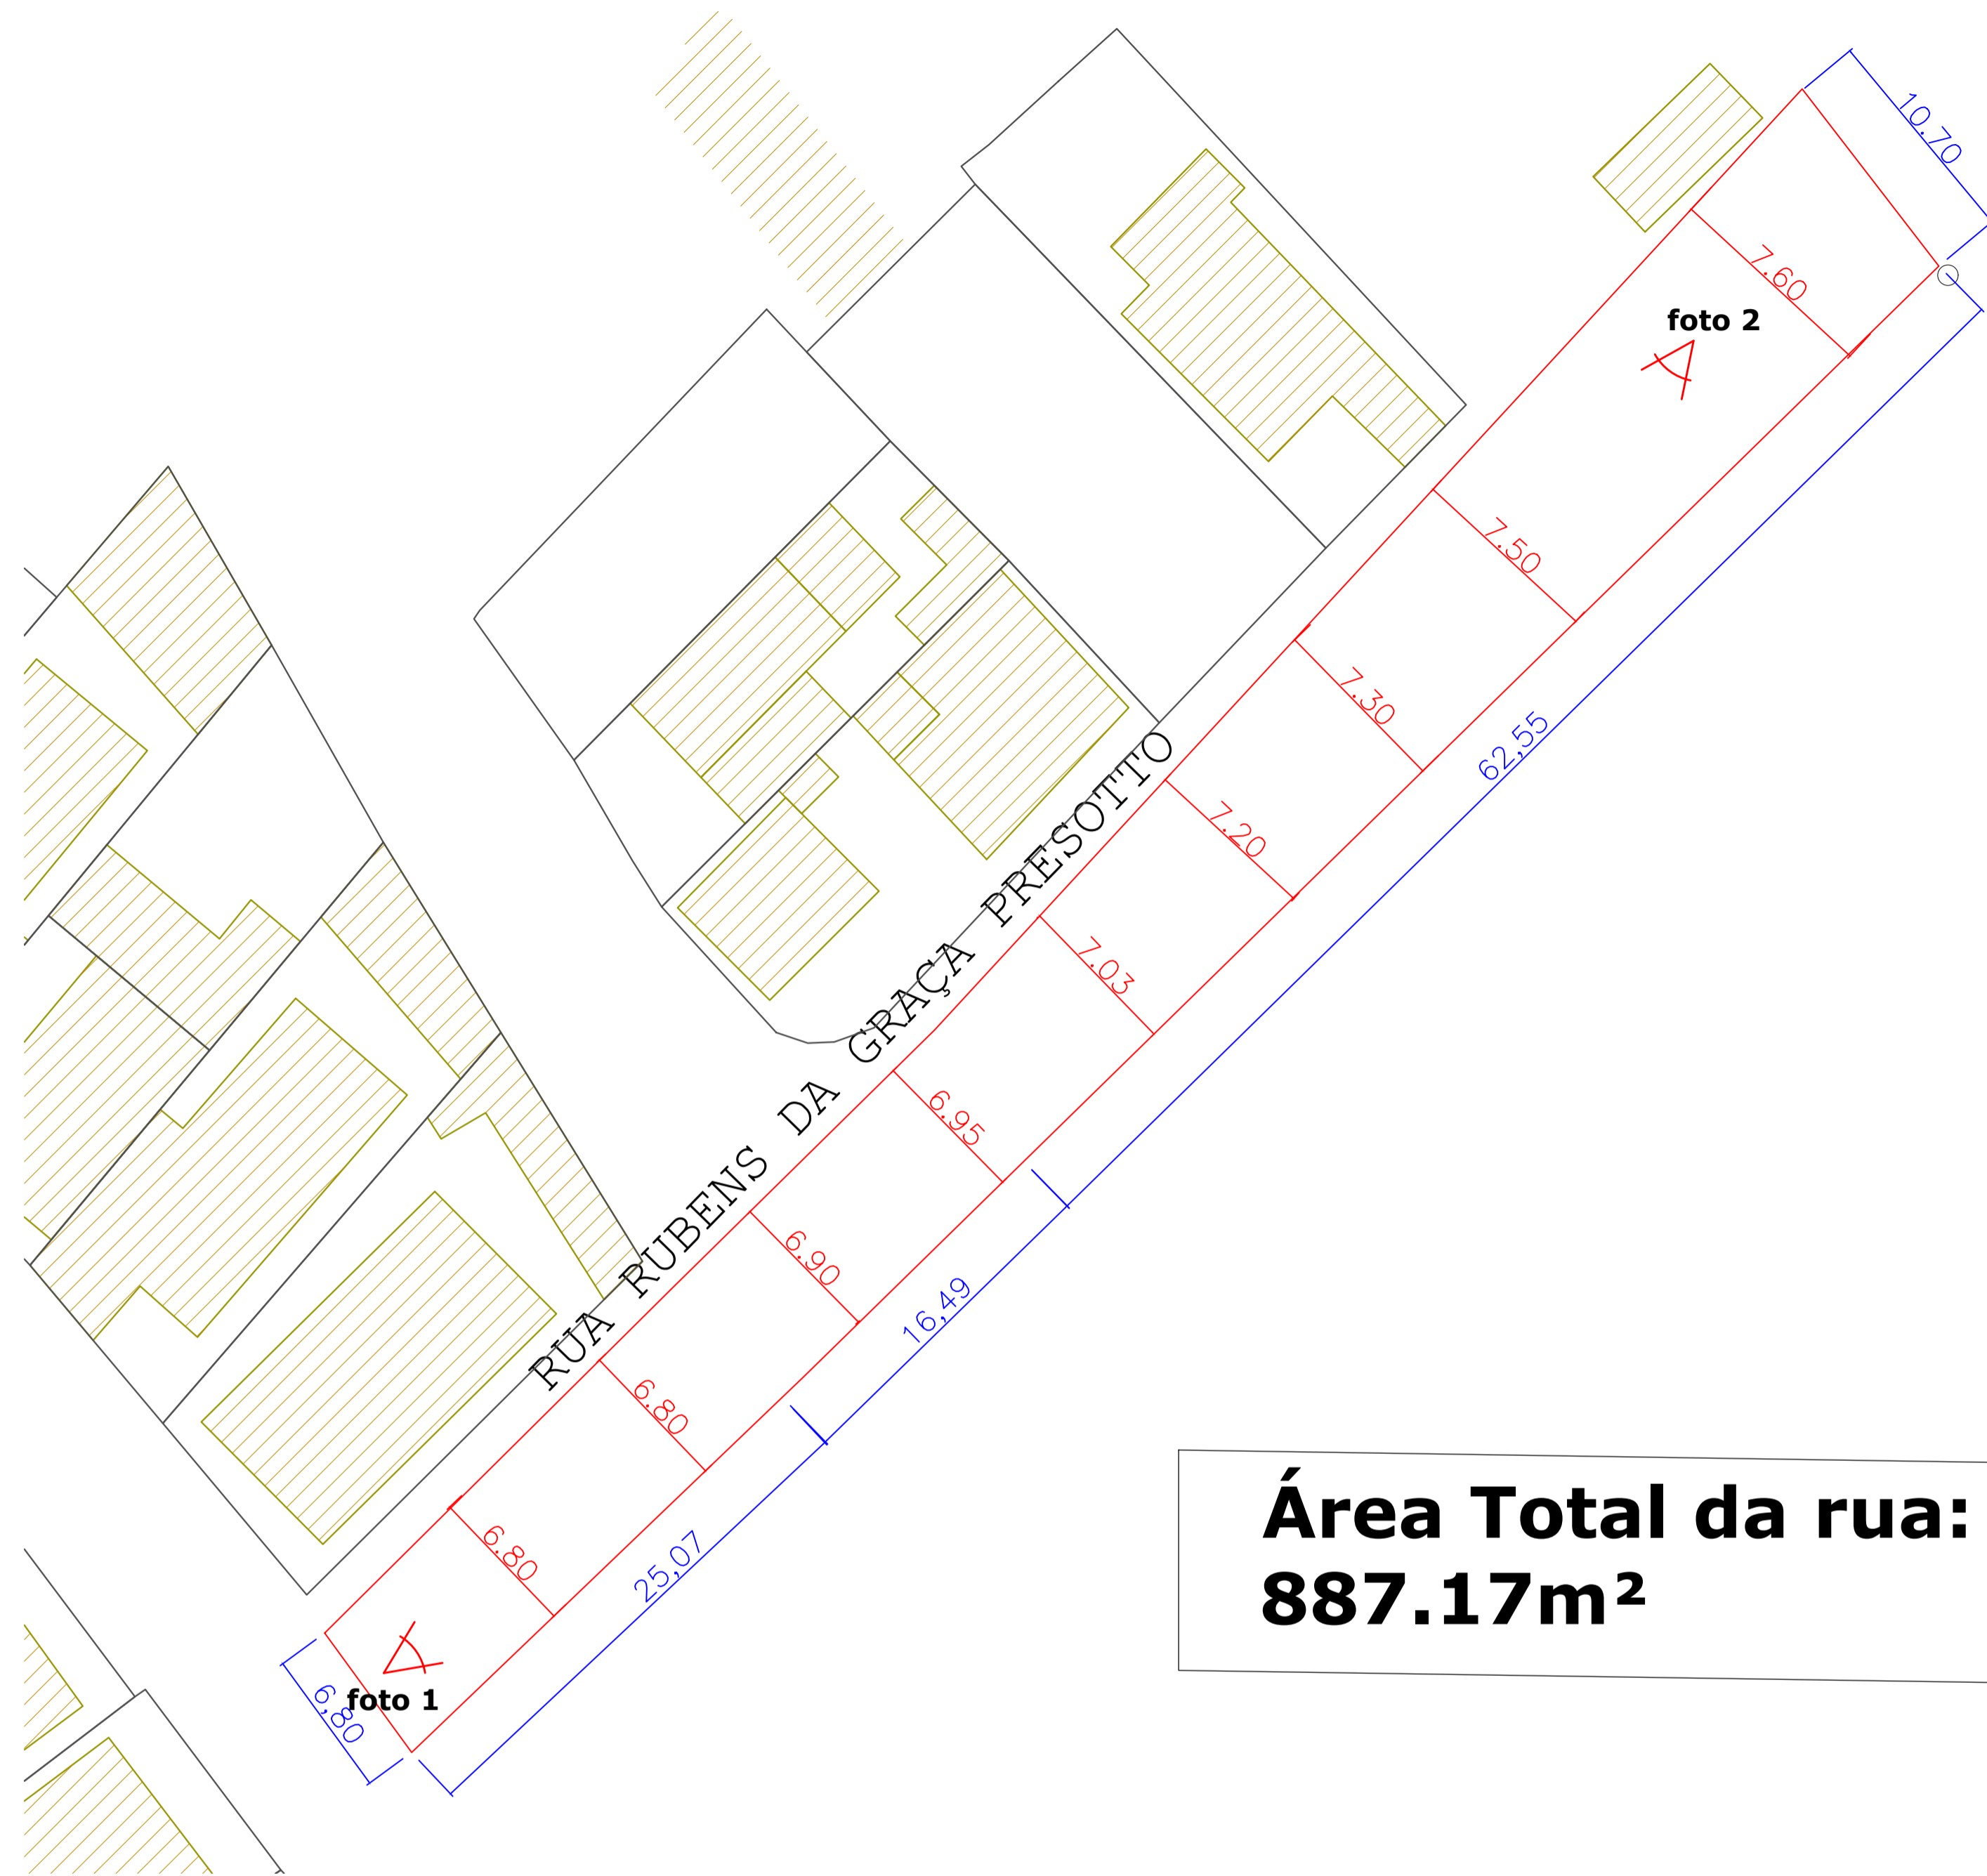 10.70
7.60
foto 2
7.50
7.30
62,55
7.20
7.03
6.95
RUA RUBENS DA GRAÇA PRESOTTO
6.90
16,49
6.80
6.80
25,07
foto 1
6,80
Área Total da rua:
887.17m²